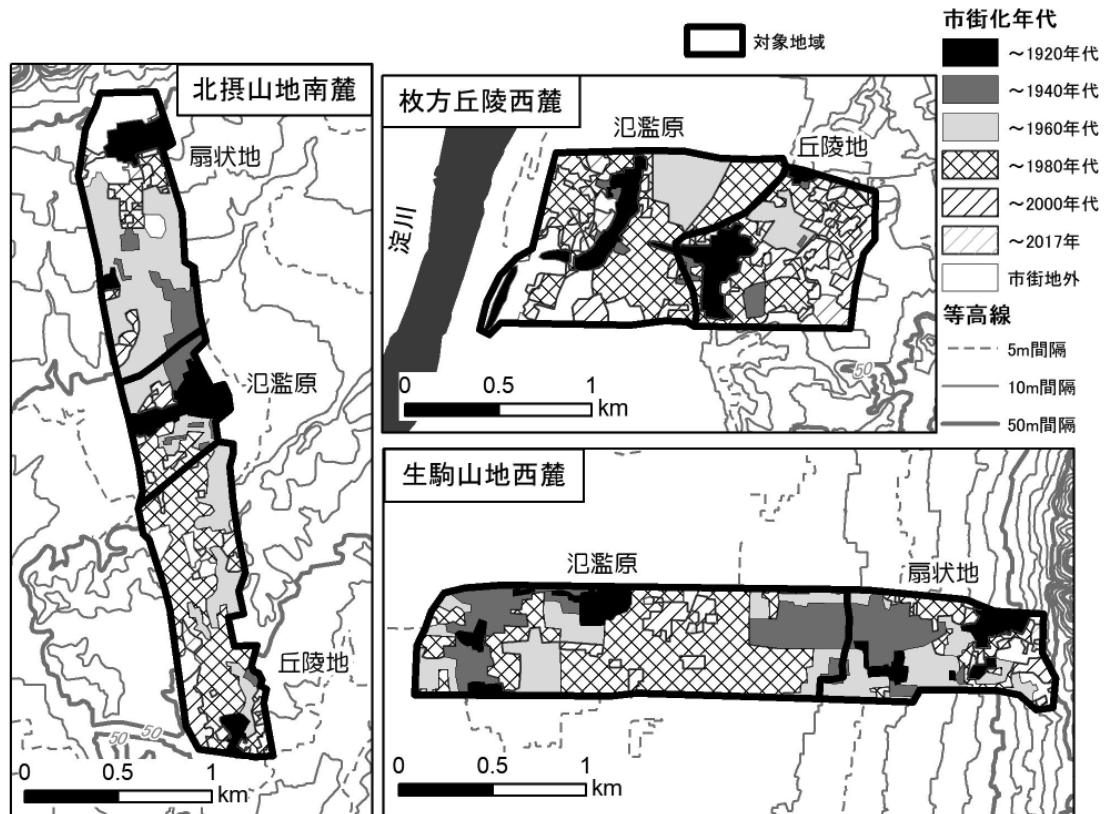 対象地域
市街化年代
～1920年代
～1940年代
～1960年代
～1980年代
～2000年代
～2017年
市街地外
等高線
5m間隔
10m間隔
50m間隔
北摂山地南麓
扇状地
氾濫原
丘陵地
50
50
0
0.5
1
km
枚方丘陵西麓
氾濫原
丘陵地
淀川
50
0
0.5
1
km
生駒山地西麓
氾濫原
扇状地
0
0.5
1
km